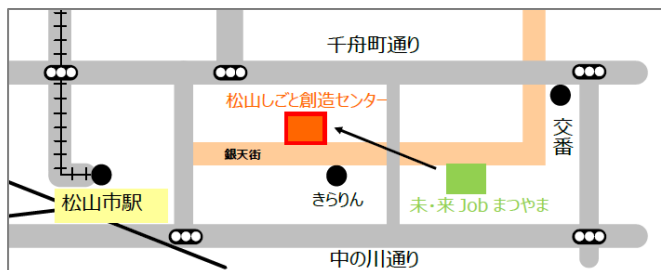 千舟町通り
松山しごと創造センター
交番
銀天街
きらりん
未・来 Job まつやま
松山市駅
中の川通り